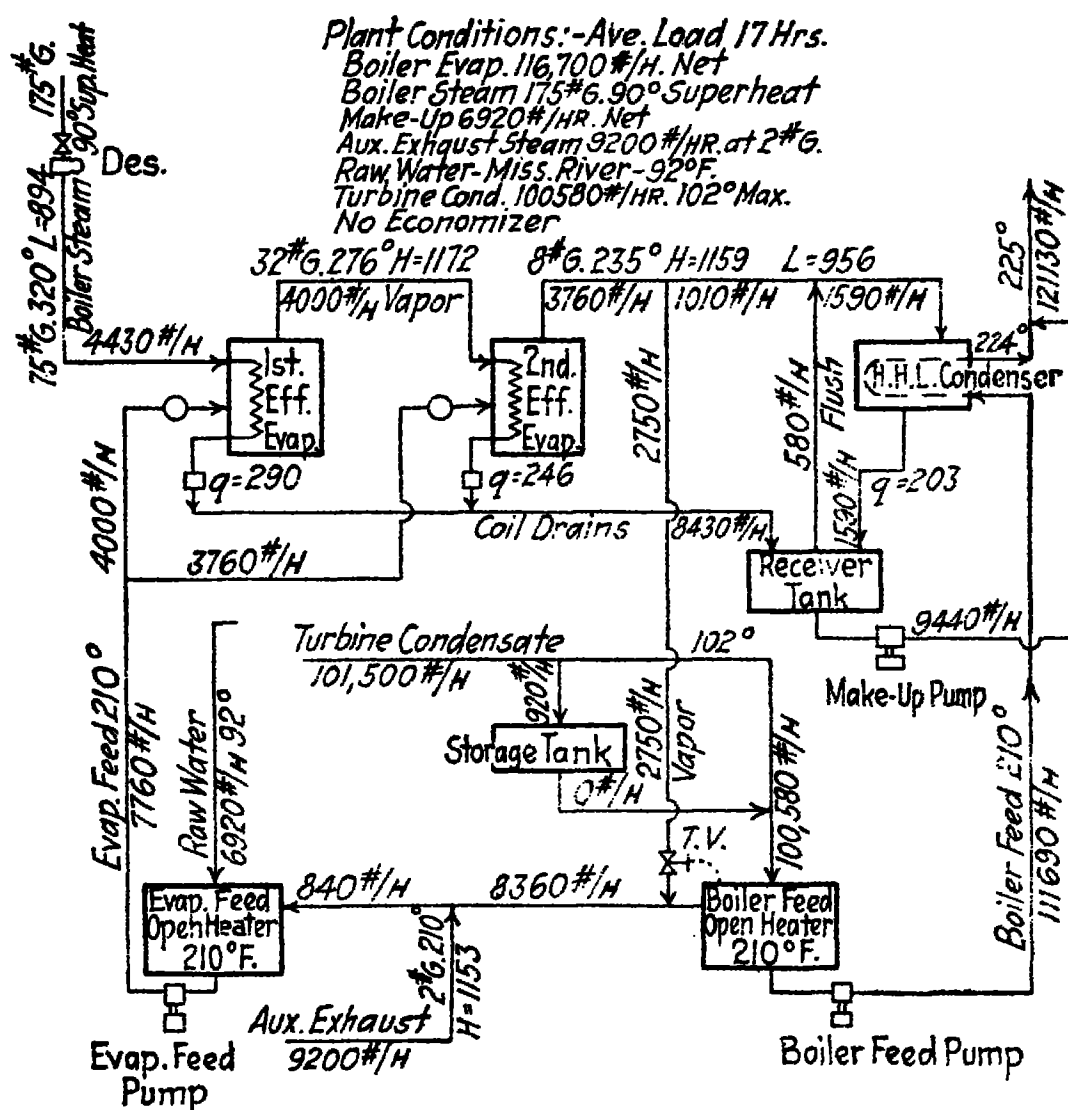 Plant Conditions:-Ave. Load 17 Hrs.
Boiler Evap. 116,700#/H. Net
Boiler Steam 175#G. 90° Superheat
Make-Up 6920#/HR. Net
Aux. Exhaust Steam 9200#/HR. at 2#G.
Raw Water-Miss. River-92°F.
Turbine Cond. 100580#/HR. 102° Max.
No Economizer
175#G.
90° Sup. Heat
Des.
75#G. 320° L=894
Boiler Steam
4430#/H
32#G. 276° H=1172
4000#/H Vapor
8#G. 235° H=1159 L=956
3760#/H
1010#/H
1590#/H
225°
121130#/H
1st.
Eff.
Evap.
2nd.
Eff.
Evap.
224°
H.H.L. Condenser
2750#/H
580#/H
Flush
1590#/H
q=203
q=290
q=246
4000#/H
Coil Drains
8430#/H
3760#/H
Receiver
Tank
9440#/H
Make-Up Pump
Turbine Condensate
102°
101,500#/H
920#/H
Storage Tank
0#/H
2750#/H
Vapor
100,580#/H
T.V.
Evap. Feed 210°
7760#/H
Raw Water
6920#/H 92°
Boiler Feed 210°
111690#/H
Evap. Feed
Open Heater
210°F.
840#/H
8360#/H
Boiler Feed
Open Heater
210°F.
2#G. 210°
H=1153
Aux. Exhaust
9200#/H
Evap. Feed
Pump
Boiler Feed Pump